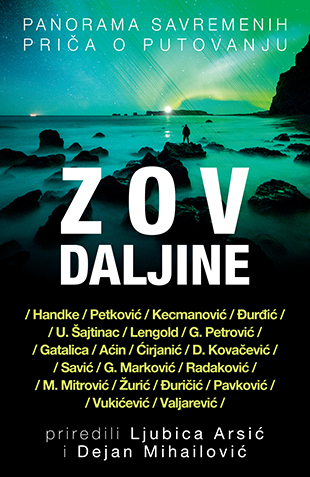 PANORAMA SAVREMENIH
PRIČA O PUTOVANJU
ZOV
DALJINE
/ Handke / Petković / Kecmanović / Đurđić /
/ U. Šajtinac / Lengold / G. Petrović /
/ Gatalica / Aćin / Ćirjanić / D. Kovačević /
/ Savić / G. Marković / Radaković /
/ M. Mitrović / Žurić / Đuričić / Pavković /
/ Vukićević / Valjarević /
priredili Ljubica Arsić
i Dejan Mihailović